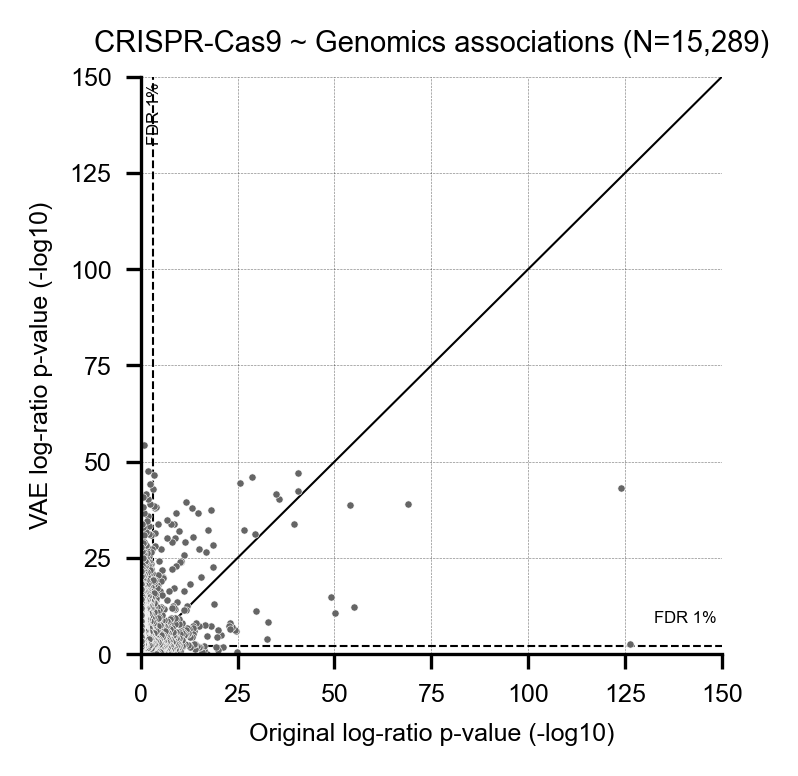 CRISPR-Cas9 ~ Genomics associations (N=15,289)
150
125
100
75
50
25
0
VAE log-ratio p-value (-log10)
FDR 1%
FDR 1%
0 25 50 75 100 125 150
Original log-ratio p-value (-log10)